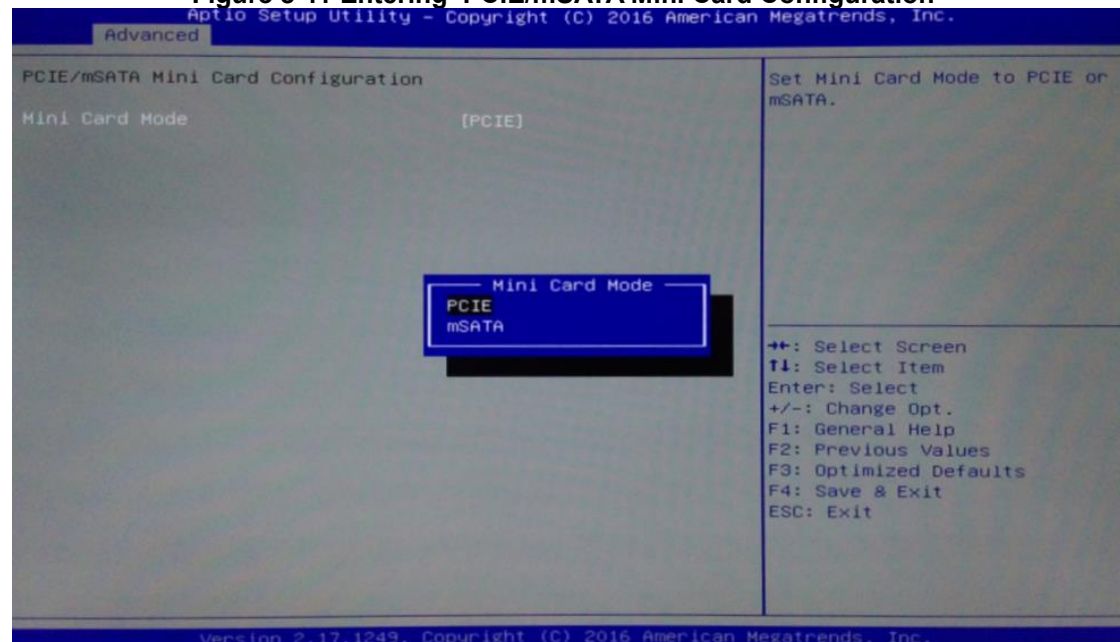 Aptio Setup Utility – Copyright (C) 2016 American Megatrends, Inc.
Advanced
PCIE/mSATA Mini Card Configuration
Mini Card Mode [PCIE]
Set Mini Card Mode to PCIE or
mSATA.
Mini Card Mode
PCIE
mSATA
→←: Select Screen
↑↓: Select Item
Enter: Select
+/-: Change Opt.
F1: General Help
F2: Previous Values
F3: Optimized Defaults
F4: Save & Exit
ESC: Exit
Version 2.17.1249. Copyright (C) 2016 American Megatrends, Inc.